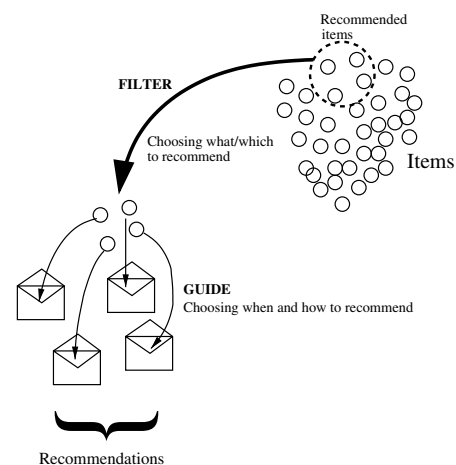 Recommended
items
FILTER
Choosing what/which
to recommend
Items
GUIDE
Choosing when and how to recommend
Recommendations